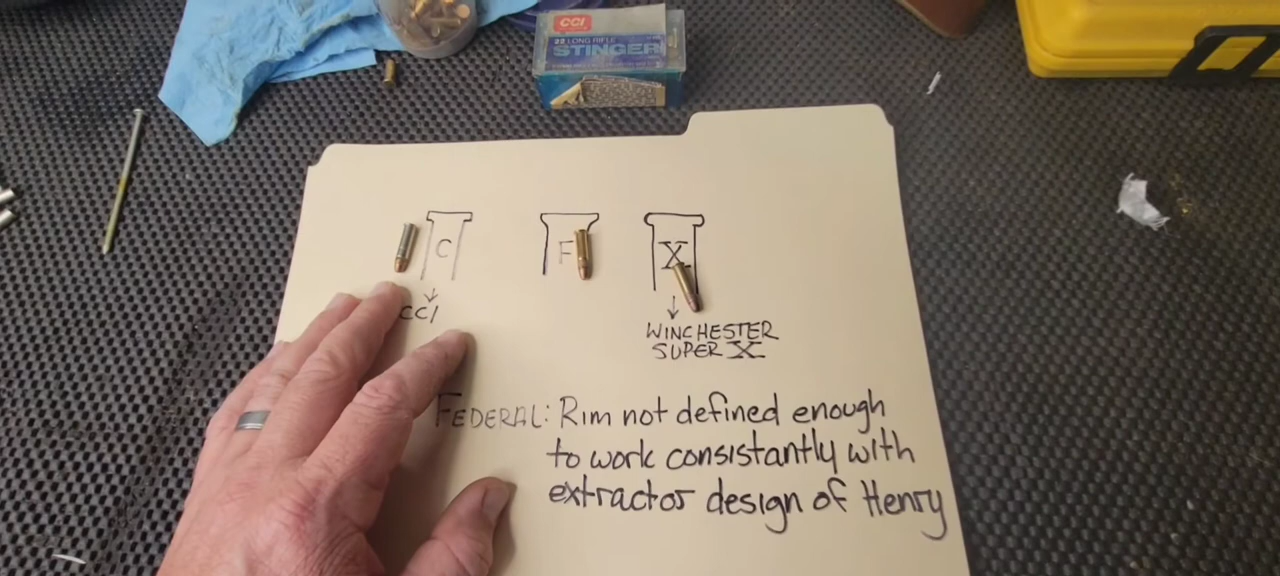 CCI
22 LONG RIFLE
STINGER
C
F
X
CCI
WINCHESTER
SUPER X
FEDERAL: Rim not defined enough
to work consistantly with
extractor design of Henry